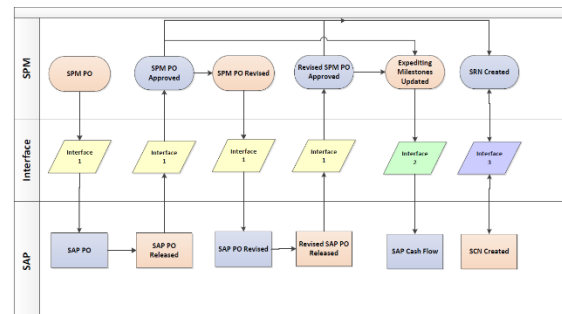 SPM
SPM PO
SPM PO
Approved
SPM PO Revised
Revised SPM PO
Approved
Expediting
Milestones
Updated
SRN Created
Interface
Interface
1
Interface
1
Interface
1
Interface
1
Interface
2
Interface
3
SAP
SAP PO
SAP PO
Released
SAP PO Revised
Revised SAP PO
Released
SAP Cash Flow
SCN Created